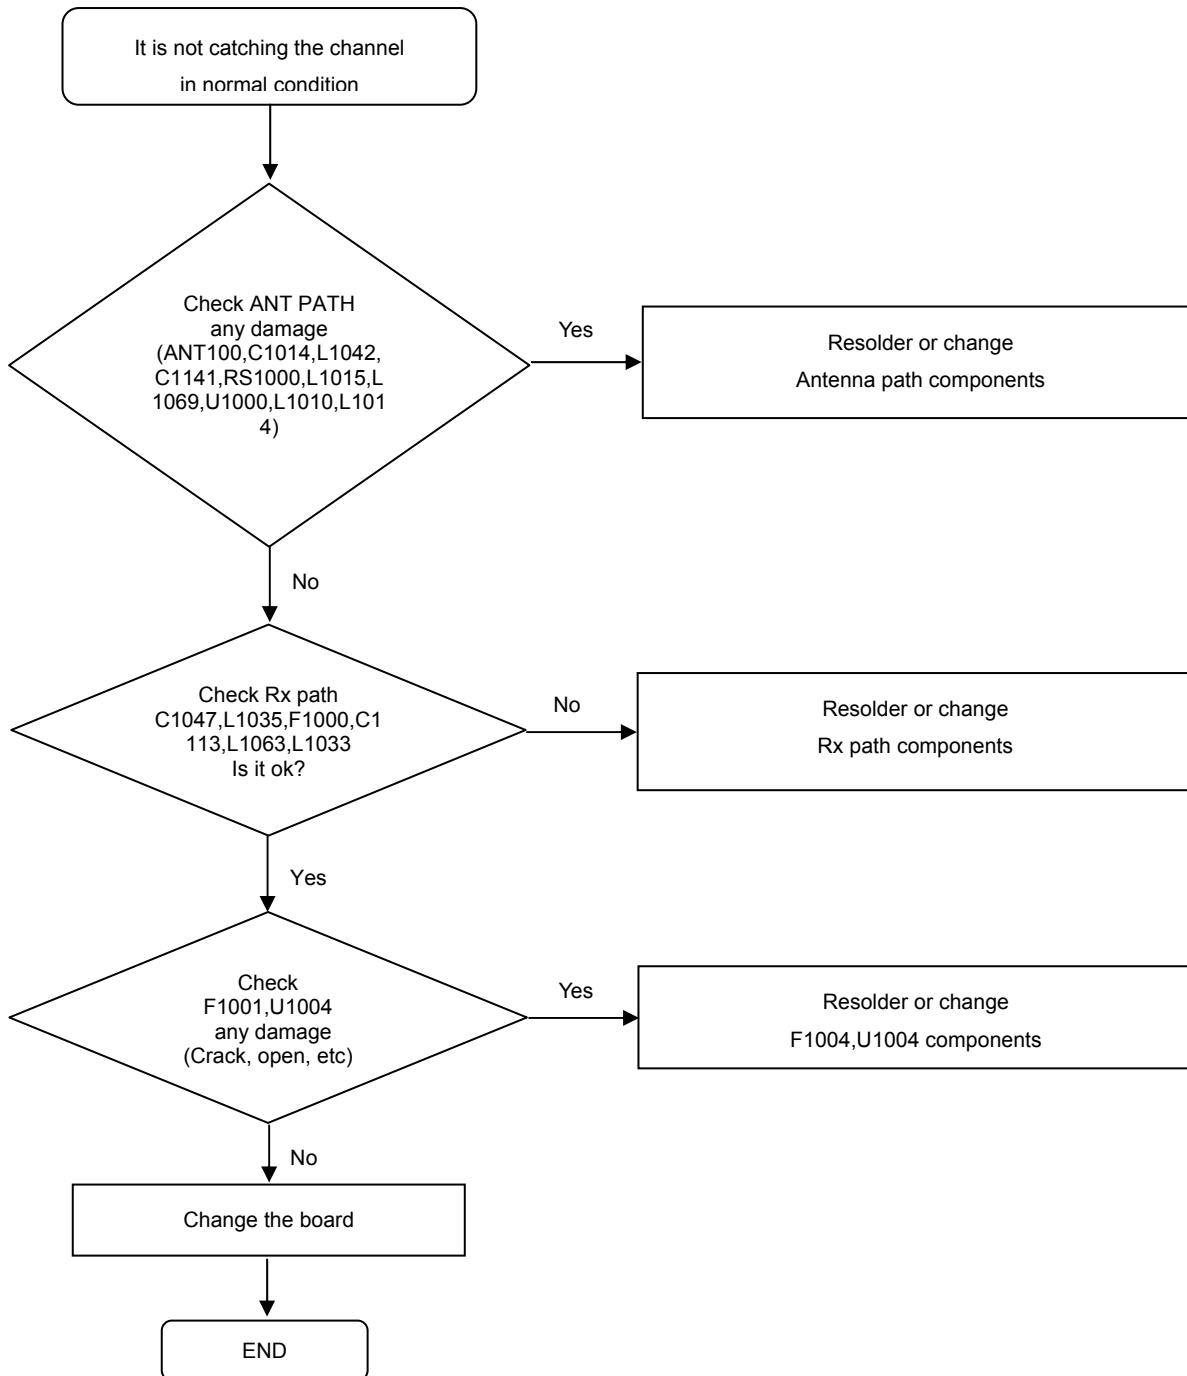 It is not catching the channel
in normal condition
Check ANT PATH
any damage
(ANT100,C1014,L1042,
C1141,RS1000,L1015,L
1069,U1000,L1010,L101
4)
Yes
Resolder or change
Antenna path components
No
Check Rx path
C1047,L1035,F1000,C1
113,L1063,L1033
Is it ok?
No
Resolder or change
Rx path components
Yes
Check
F1001,U1004
any damage
(Crack, open, etc)
Yes
Resolder or change
F1004,U1004 components
No
Change the board
END